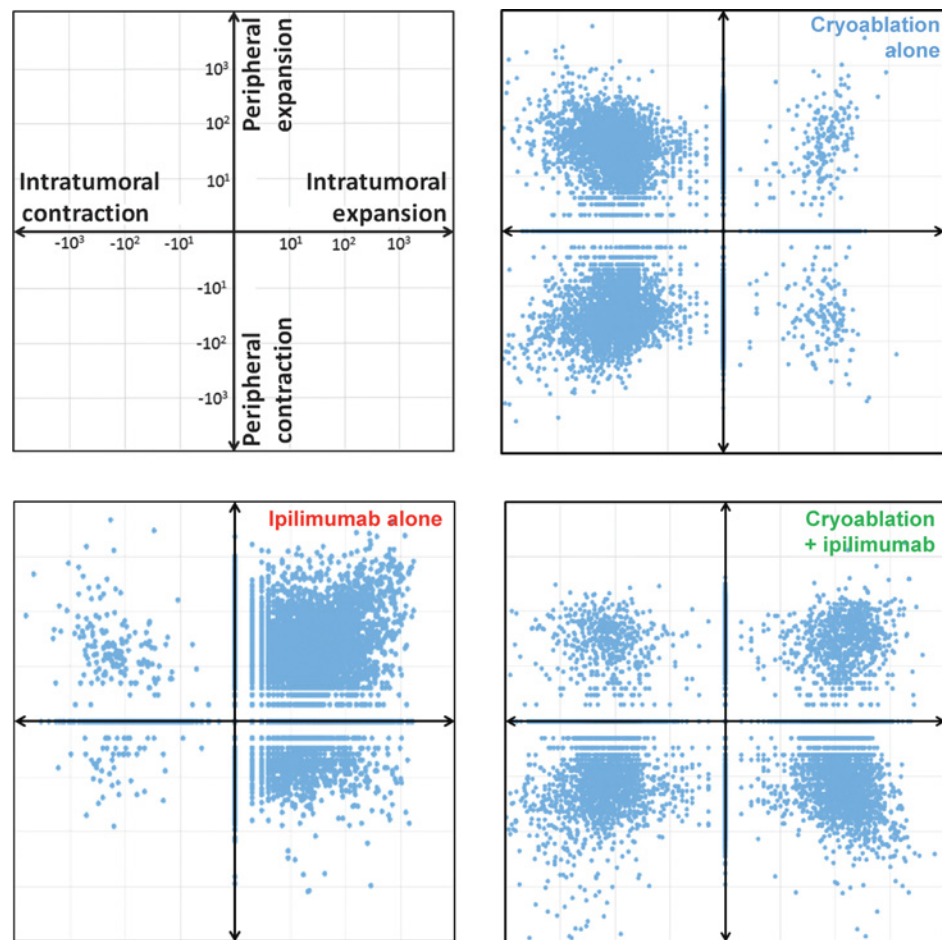 Peripheral
expansion
10³
10²
10¹
Intratumoral
contraction
Intratumoral
expansion
-10³
-10²
-10¹
10¹
10²
10³
-10¹
-10²
-10³
Peripheral
contraction
Cryoablation
alone
Ipilimumab alone
Cryoablation
+ ipilimumab